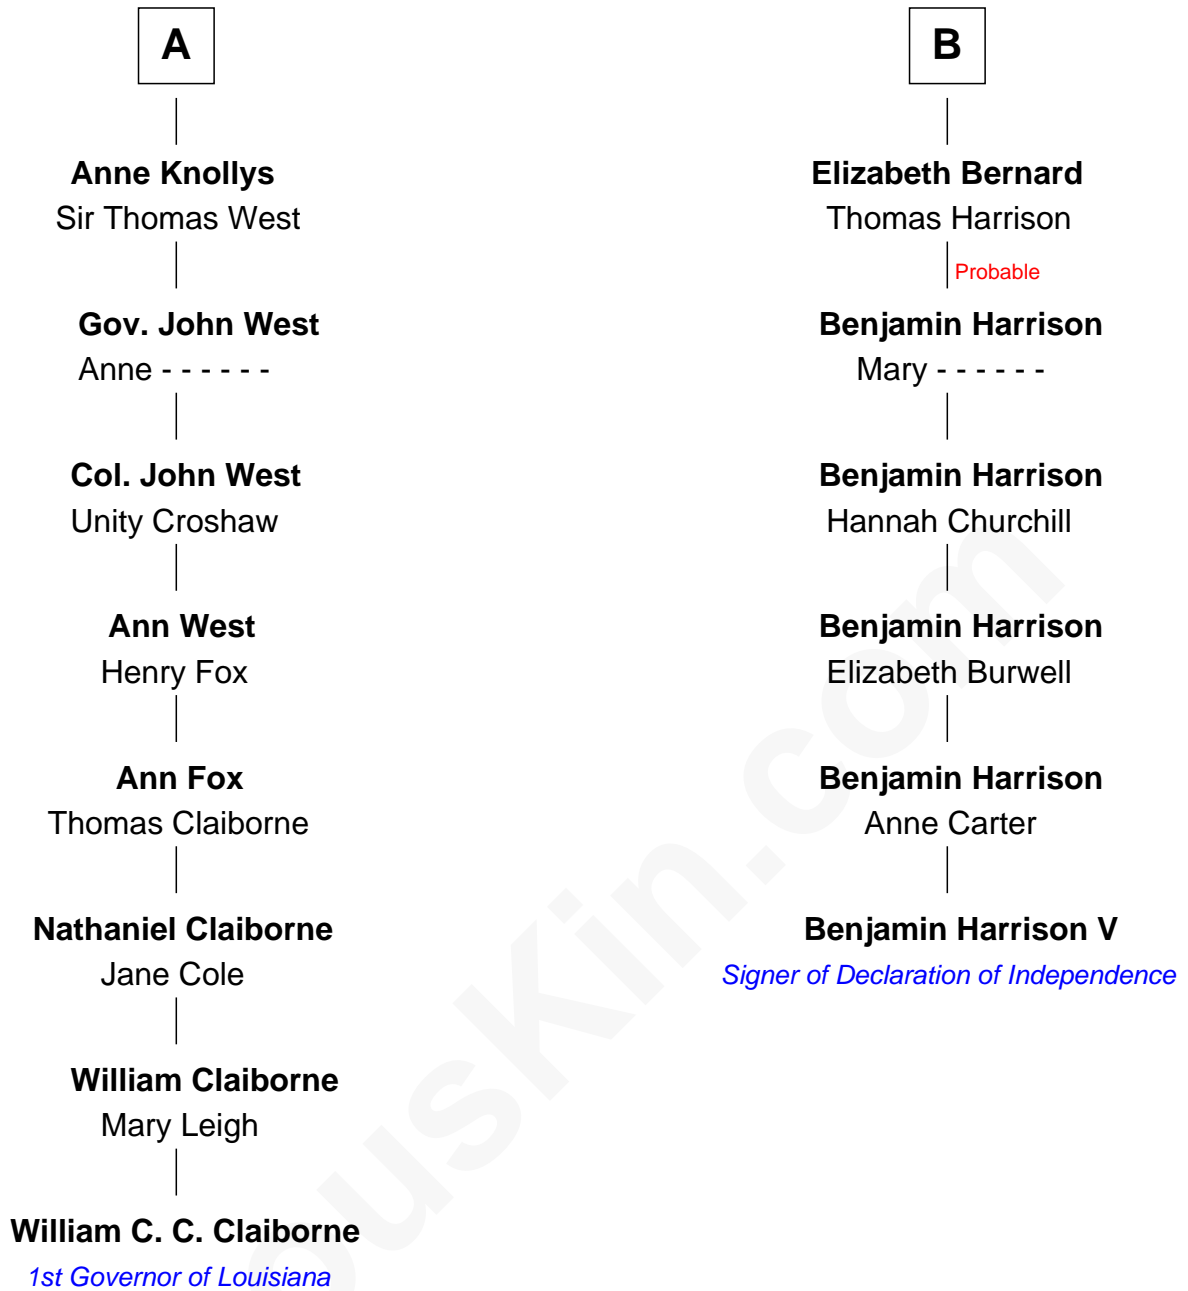 A
Anne Knollys
Sir Thomas West
Gov. John West
Anne - - - - - -
Col. John West
Unity Croshaw
Ann West
Henry Fox
Ann Fox
Thomas Claiborne
Nathaniel Claiborne
Jane Cole
William Claiborne
Mary Leigh
William C. C. Claiborne
1st Governor of Louisiana
B
Elizabeth Bernard
Thomas Harrison
Probable
Benjamin Harrison
Mary - - - - - -
Benjamin Harrison
Hannah Churchill
Benjamin Harrison
Elizabeth Burwell
Benjamin Harrison
Anne Carter
Benjamin Harrison V
Signer of Declaration of Independence
ousKin.com